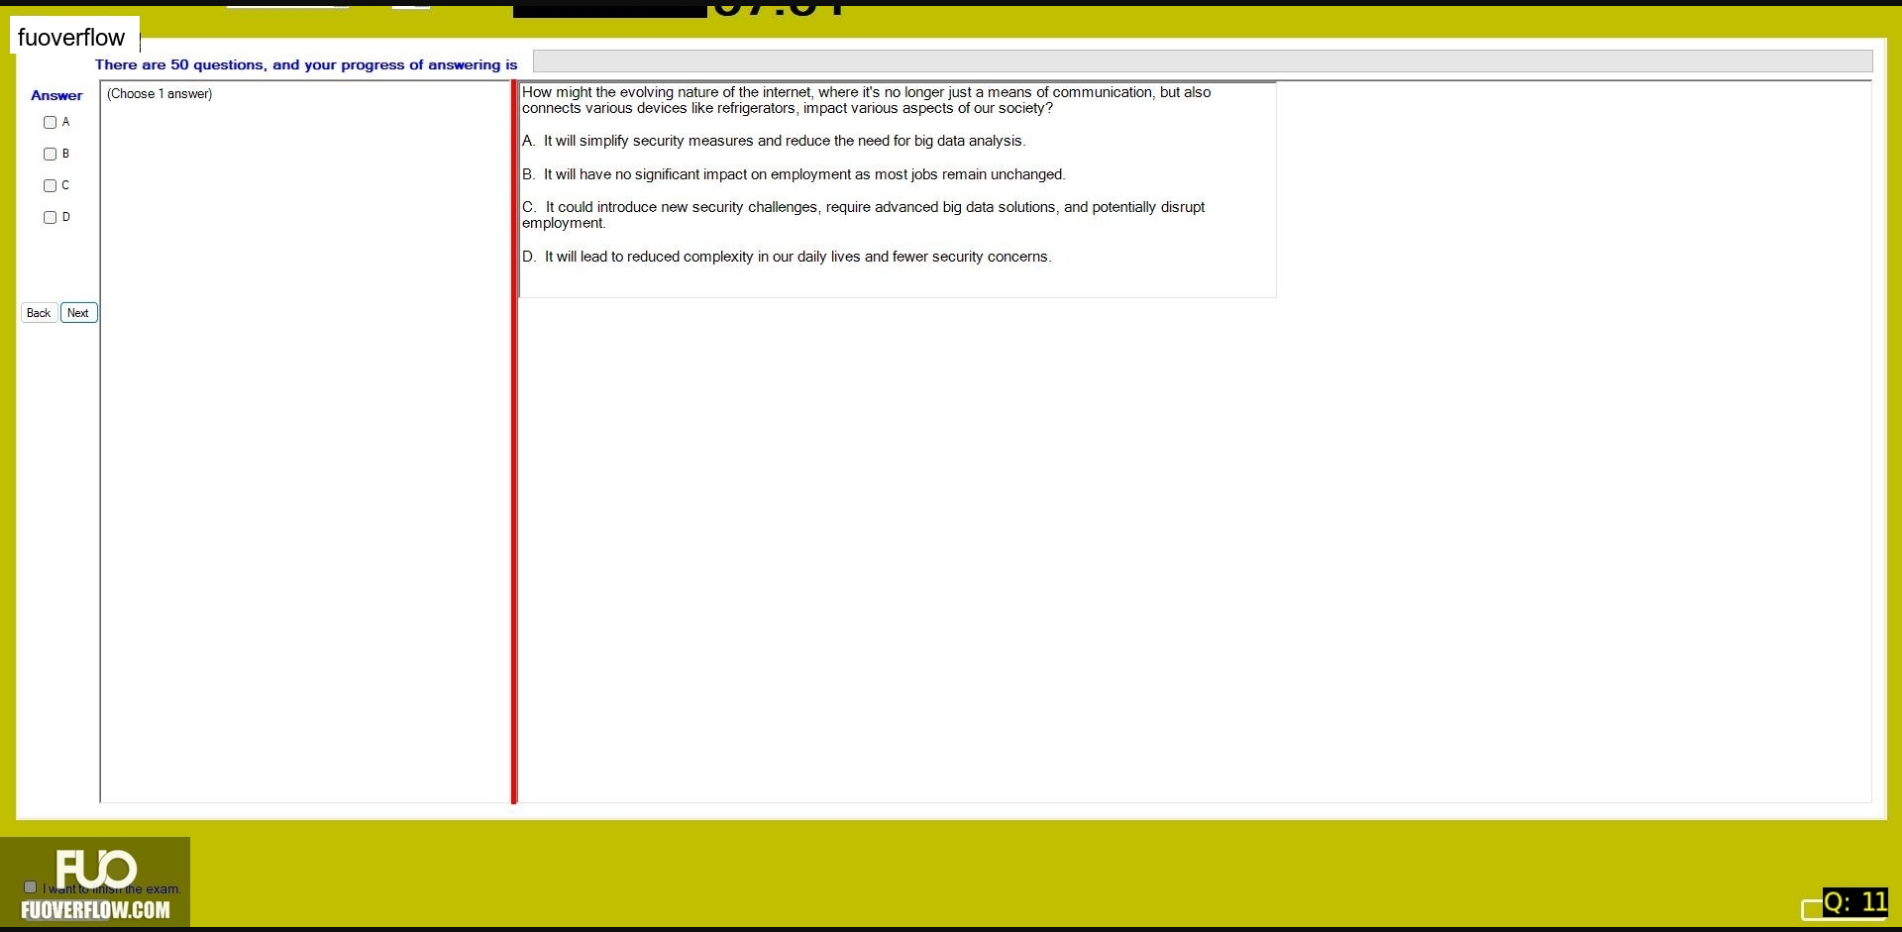 fuoverflow
There are 50 questions, and your progress of answering is
Answer
(Choose 1 answer)
A
B
C
D
Back Next
How might the evolving nature of the internet, where it's no longer just a means of communication, but also
connects various devices like refrigerators, impact various aspects of our society?
A. It will simplify security measures and reduce the need for big data analysis.
B. It will have no significant impact on employment as most jobs remain unchanged.
C. It could introduce new security challenges, require advanced big data solutions, and potentially disrupt
employment.
D. It will lead to reduced complexity in our daily lives and fewer security concerns.
FUO
I want to finish the exam.
FUOVERFLOW.COM
Q: 11